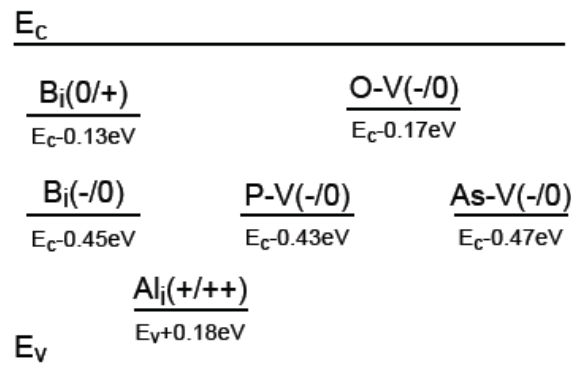 Ec
Bi(0/+) O-V(-/0)
Ec-0.13eV Ec-0.17eV
Bi(-/0) P-V(-/0) As-V(-/0)
Ec-0.45eV Ec-0.43eV Ec-0.47eV
Ali(+/++)
Ev+0.18eV
Ev